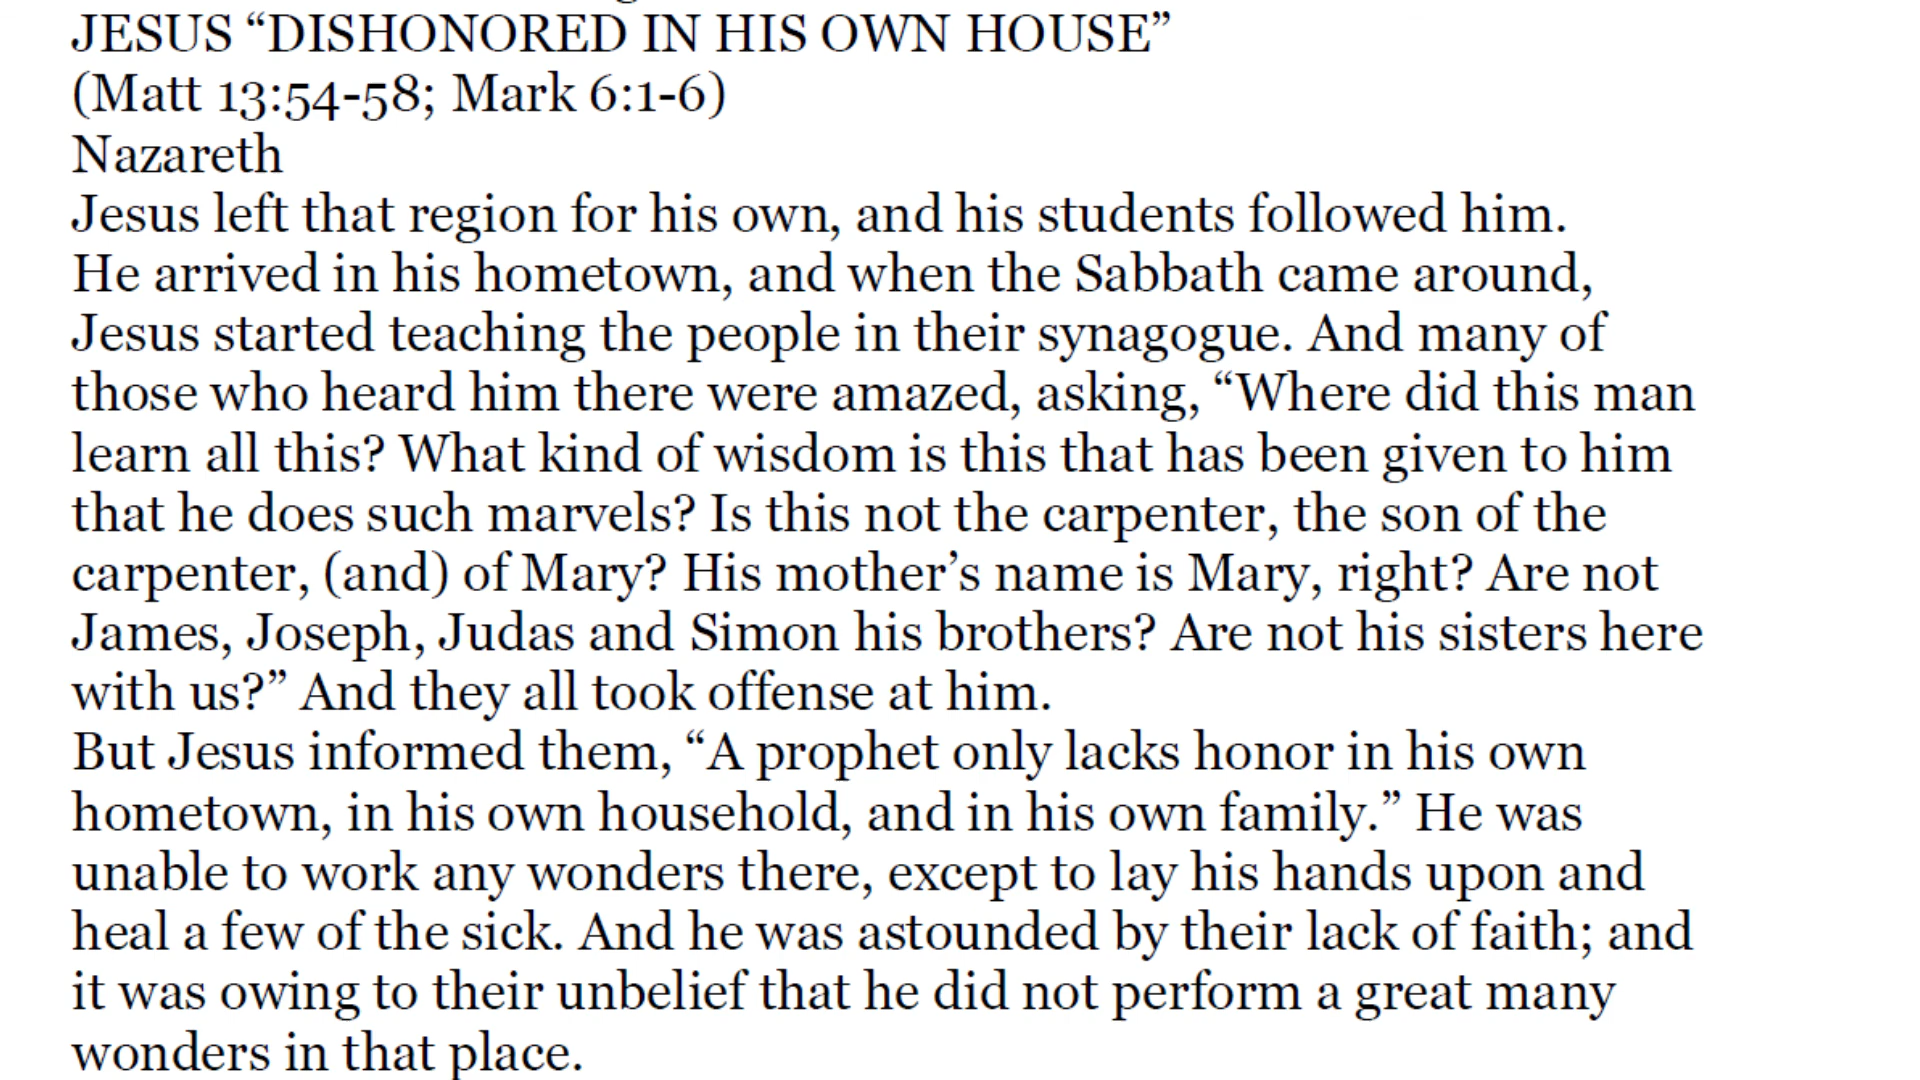 JESUS “DISHONORED IN HIS OWN HOUSE”
(Matt 13:54-58; Mark 6:1-6)
Nazareth
Jesus left that region for his own, and his students followed him.
He arrived in his hometown, and when the Sabbath came around,
Jesus started teaching the people in their synagogue. And many of
those who heard him there were amazed, asking, “Where did this man
learn all this? What kind of wisdom is this that has been given to him
that he does such marvels? Is this not the carpenter, the son of the
carpenter, (and) of Mary? His mother’s name is Mary, right? Are not
James, Joseph, Judas and Simon his brothers? Are not his sisters here
with us?” And they all took offense at him.
But Jesus informed them, “A prophet only lacks honor in his own
hometown, in his own household, and in his own family.” He was
unable to work any wonders there, except to lay his hands upon and
heal a few of the sick. And he was astounded by their lack of faith; and
it was owing to their unbelief that he did not perform a great many
wonders in that place.